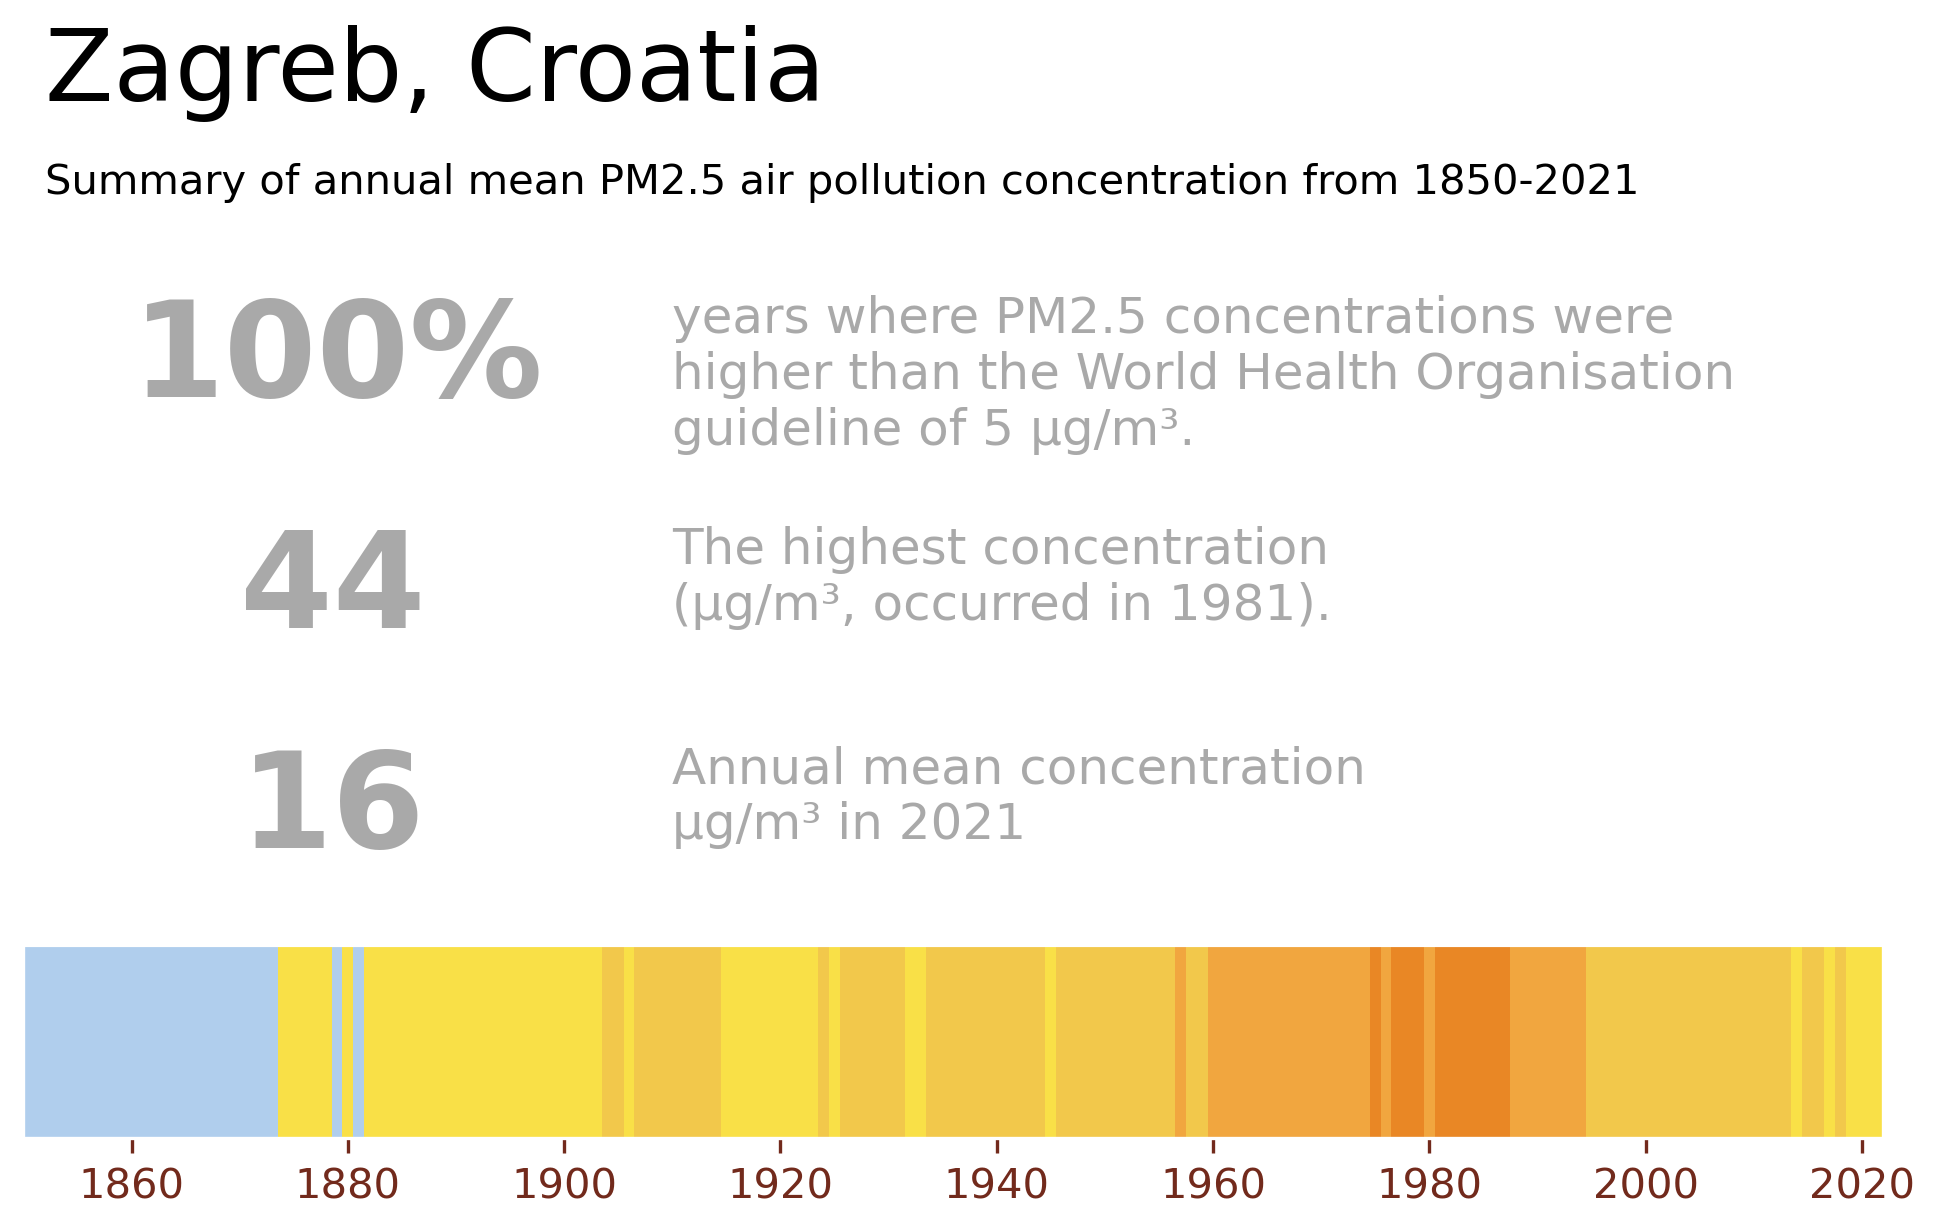 Zagreb, Croatia
Summary of annual mean PM2.5 air pollution concentration from 1850-2021
100%
years where PM2.5 concentrations were
higher than the World Health Organisation
guideline of 5 µg/m³.
44
The highest concentration
(µg/m³, occurred in 1981).
16
Annual mean concentration
µg/m³ in 2021
1860 1880 1900 1920 1940 1960 1980 2000 2020